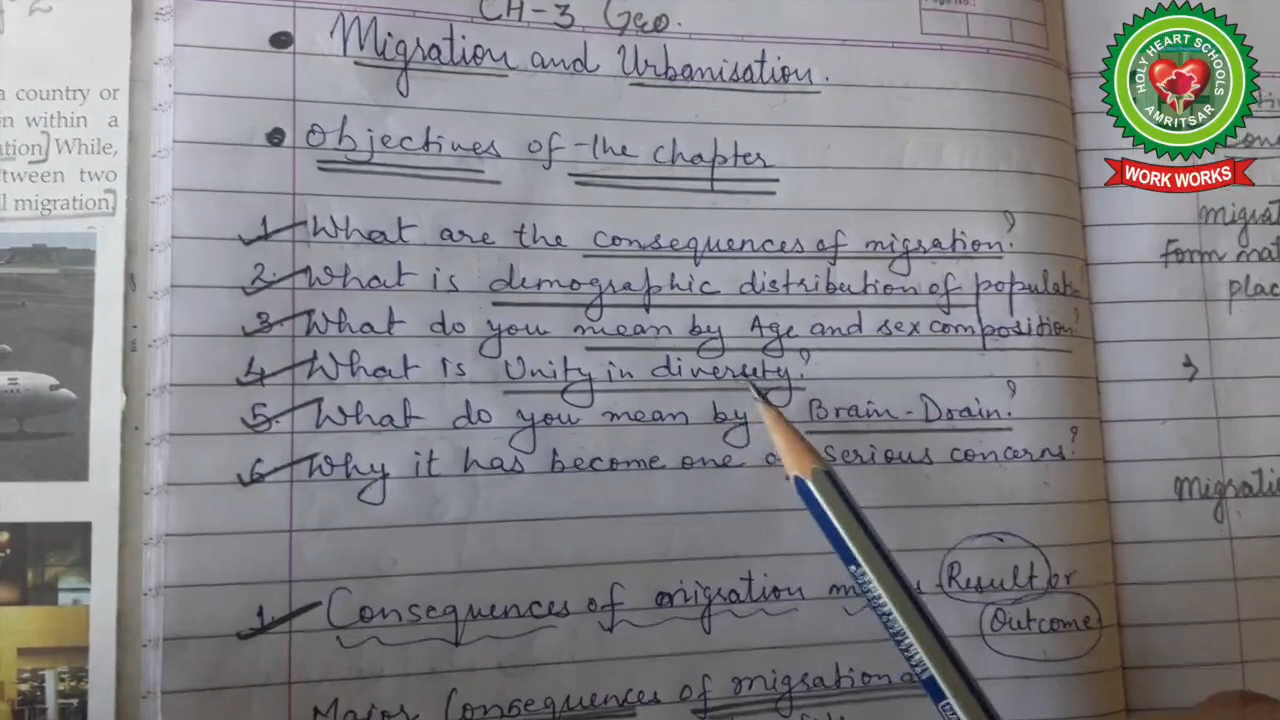 CH-3 Geo.
Migration and Urbanisation.
Objectives of the chapter
1. What are the consequences of migration?
2. What is demographic distribution of
3. What do you mean by Age and sex composition?
4. What is Unity in diversity?
5. What do you mean by Brain-Drain?
6. Why it has become one serious concerns?
1. Consequences of migration Result or
Outcome
Major Consequences of migration
a country or
within a
While,
two
migration
HOLY HEART SCHOOLS
AMRITSAR
WORK WORKS